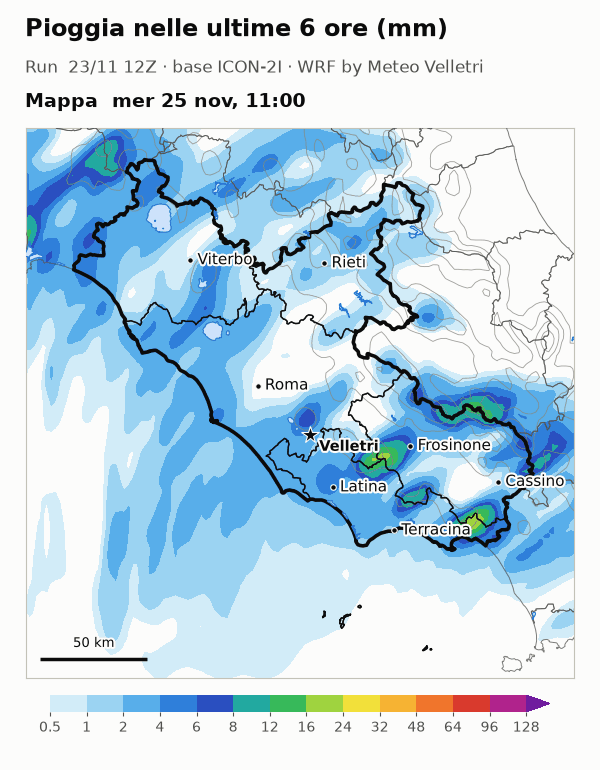 Pioggia nelle ultime 6 ore (mm)
Run  23/11 12Z · base ICON-2I · WRF by Meteo Velletri
Mappa  mer 25 nov, 11:00
Viterbo
Rieti
Roma
Velletri
Frosinone
Latina
Cassino
Terracina
50 km
0.5 1 2 4 6 8 12 16 24 32 48 64 96 128